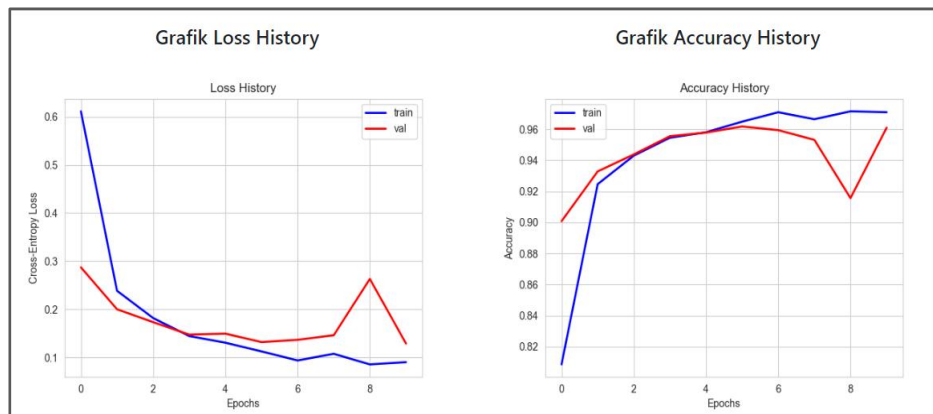 Grafik Loss History
Grafik Accuracy History
Loss History
train
val
0.6
0.5
0.4
0.3
0.2
0.1
Cross-Entropy Loss
0 2 4 6 8
Epochs
Accuracy History
train
val
0.96
0.94
0.92
0.90
0.88
0.86
0.84
0.82
Accuracy
0 2 4 6 8
Epochs